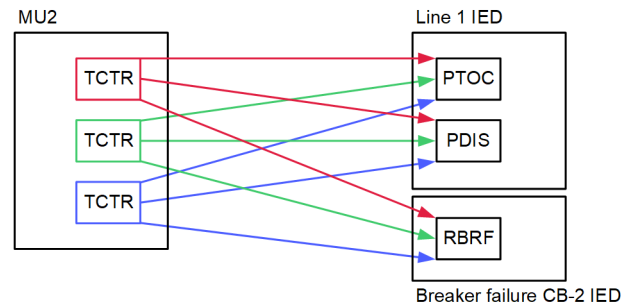 MU2
Line 1 IED
TCTR
PTOC
TCTR
PDIS
TCTR
RBRF
Breaker failure CB-2 IED